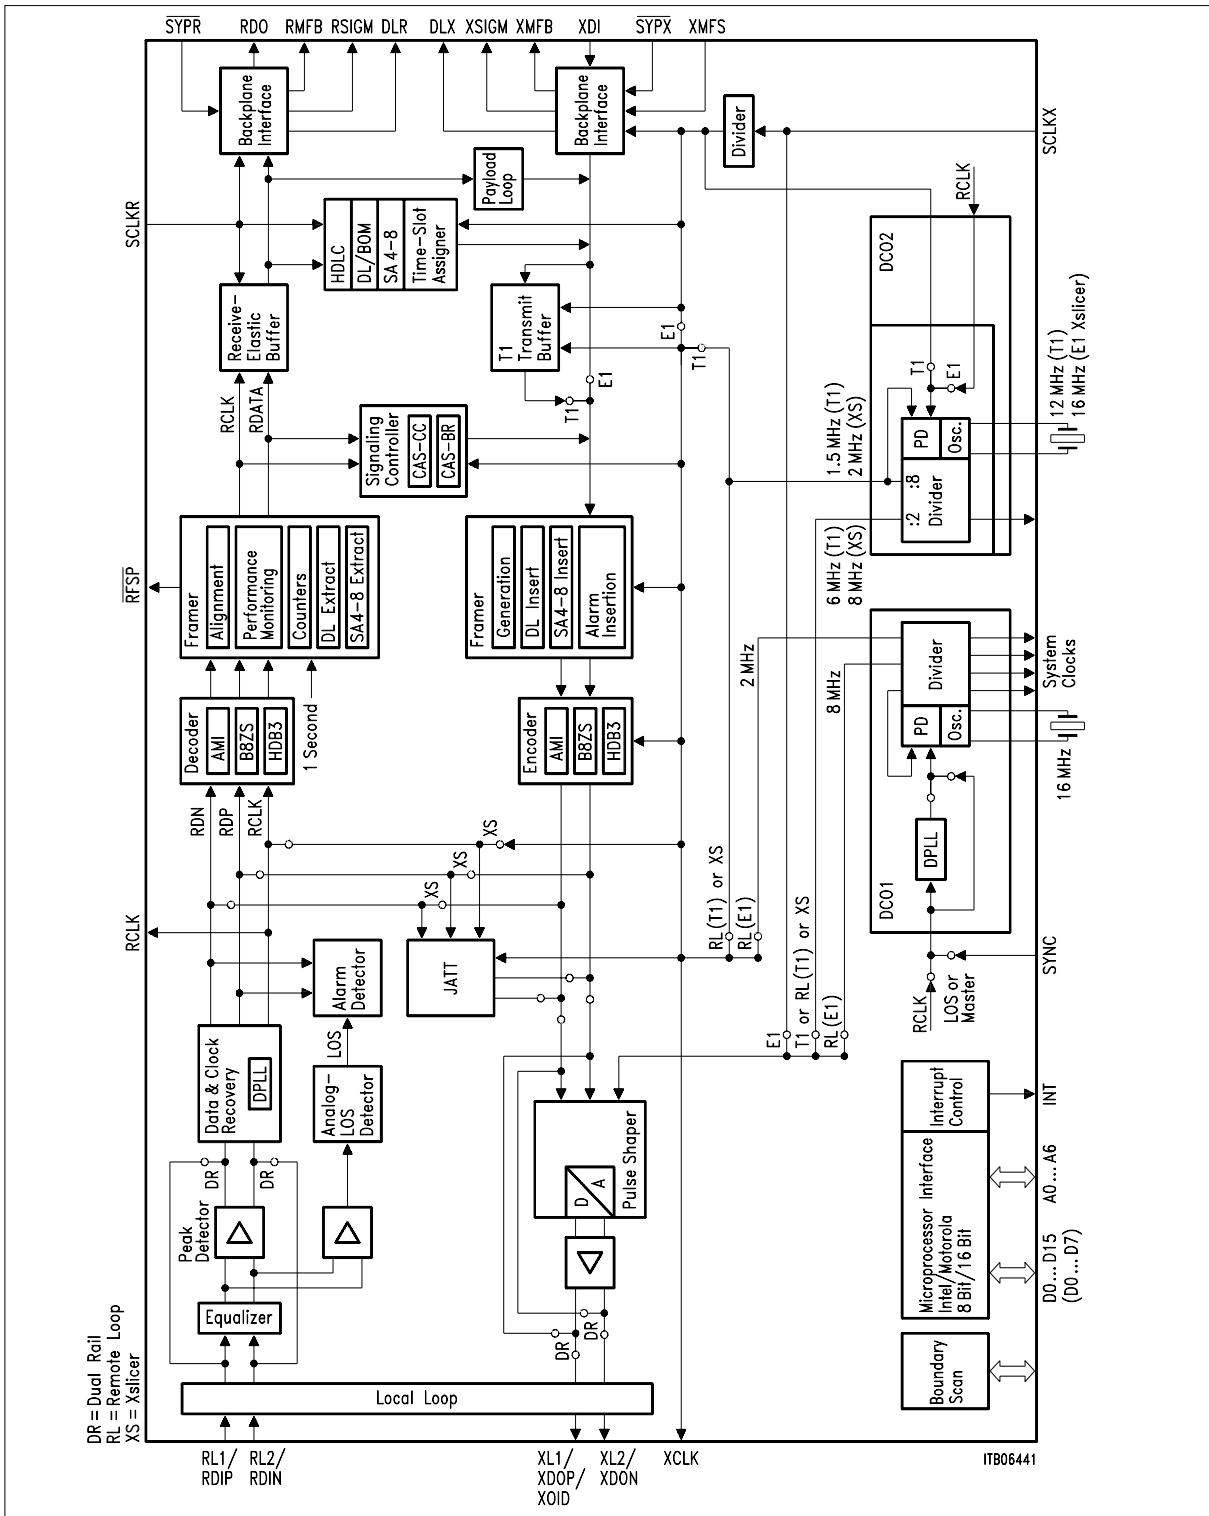 SYPR
RDO
RMFB
RSIGM
DLR
DLX
XSIGM
XMFB
XDI
SYPX
XMFS
Backplane
Interface
Backplane
Interface
Divider
SCLKX
Payload
Loop
RCLK
SCLKR
HDLC
DL/BOM
SA4-8
Time-Slot
Assigner
DCO2
Receive-
Elastic
Buffer
T1
Transmit
Buffer
E1
T1
T1
E1
12 MHz (T1)
16 MHz (E1 Xslicer)
RCLK
RDATA
E1
T1
1.5 MHz (T1)
2 MHz (XS)
PD
Osc.
Signaling
Controller
CAS-CC
CAS-BR
:8
:2
Divider
RFSP
Framer
Alignment
Performance
Monitoring
Counters
DL Extract
SA4-8 Extract
Framer
Generation
DL Insert
SA4-8 Insert
Alarm
Insertion
6 MHz (T1)
8 MHz (XS)
2 MHz
8 MHz
Divider
System
Clocks
1 Second
Decoder
AMI
B8ZS
HDB3
Encoder
AMI
B8ZS
HDB3
PD
Osc.
16 MHz
RDN
RDP
RCLK
XS
XS
XS
DPLL
DCO1
RCLK
RL (T1) or XS
RL (E1)
Alarm
Detector
JATT
SYNC
T1 or RL (T1) or XS
E1
RL (E1)
RCLK
LOS or
Master
Data & Clock
Recovery
DPLL
LOS
Analog-
LOS
Detector
Interrupt
Control
INT
DR
DR
Peak
Detector
D
A
Pulse Shaper
Microprocessor Interface
Intel/Motorola
8 Bit/16 Bit
A0...A6
D0...D15
(D0...D7)
Equalizer
DR
DR
Boundary
Scan
DR = Dual Rail
RL = Remote Loop
XS = Xslicer
Local Loop
RL1/
RDIP
RL2/
RDIN
XL1/
XDOP/
XOID
XL2/
XDON
XCLK
ITB06441